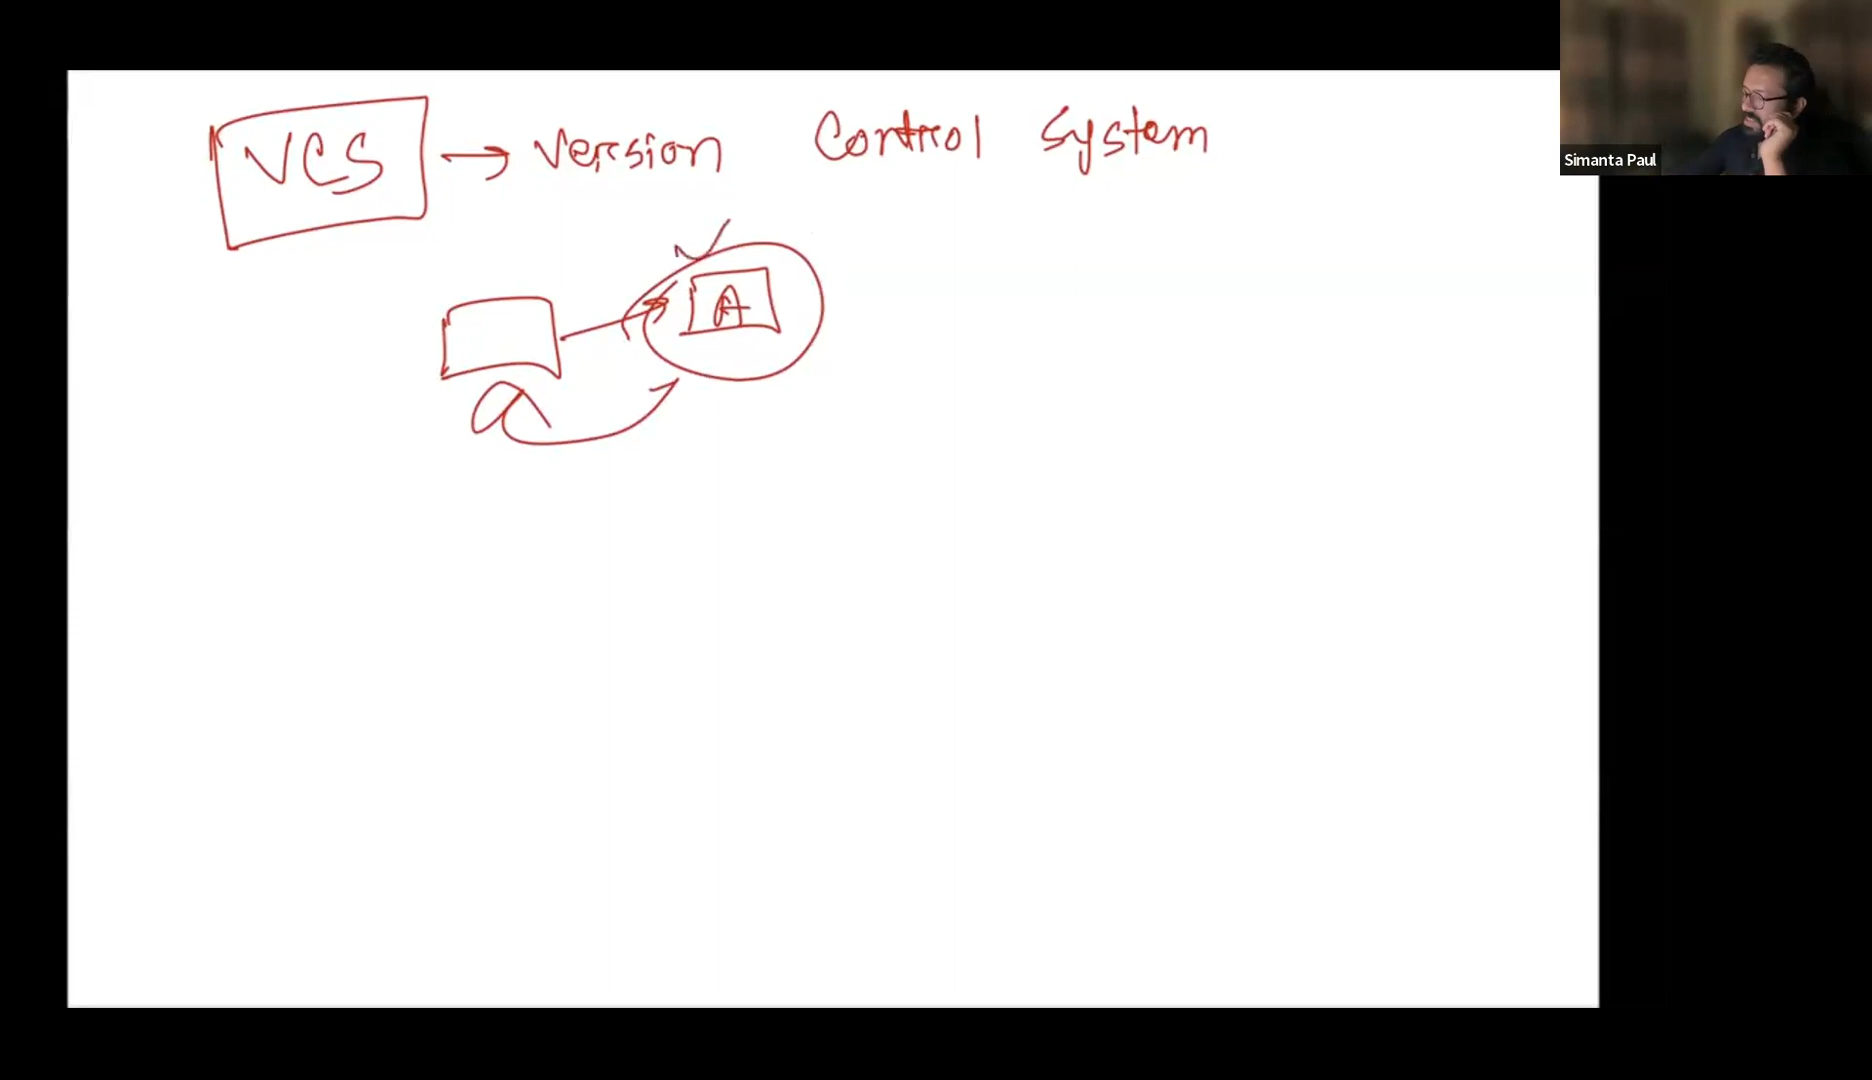 VCS → Version Control System
Simanta Paul
A